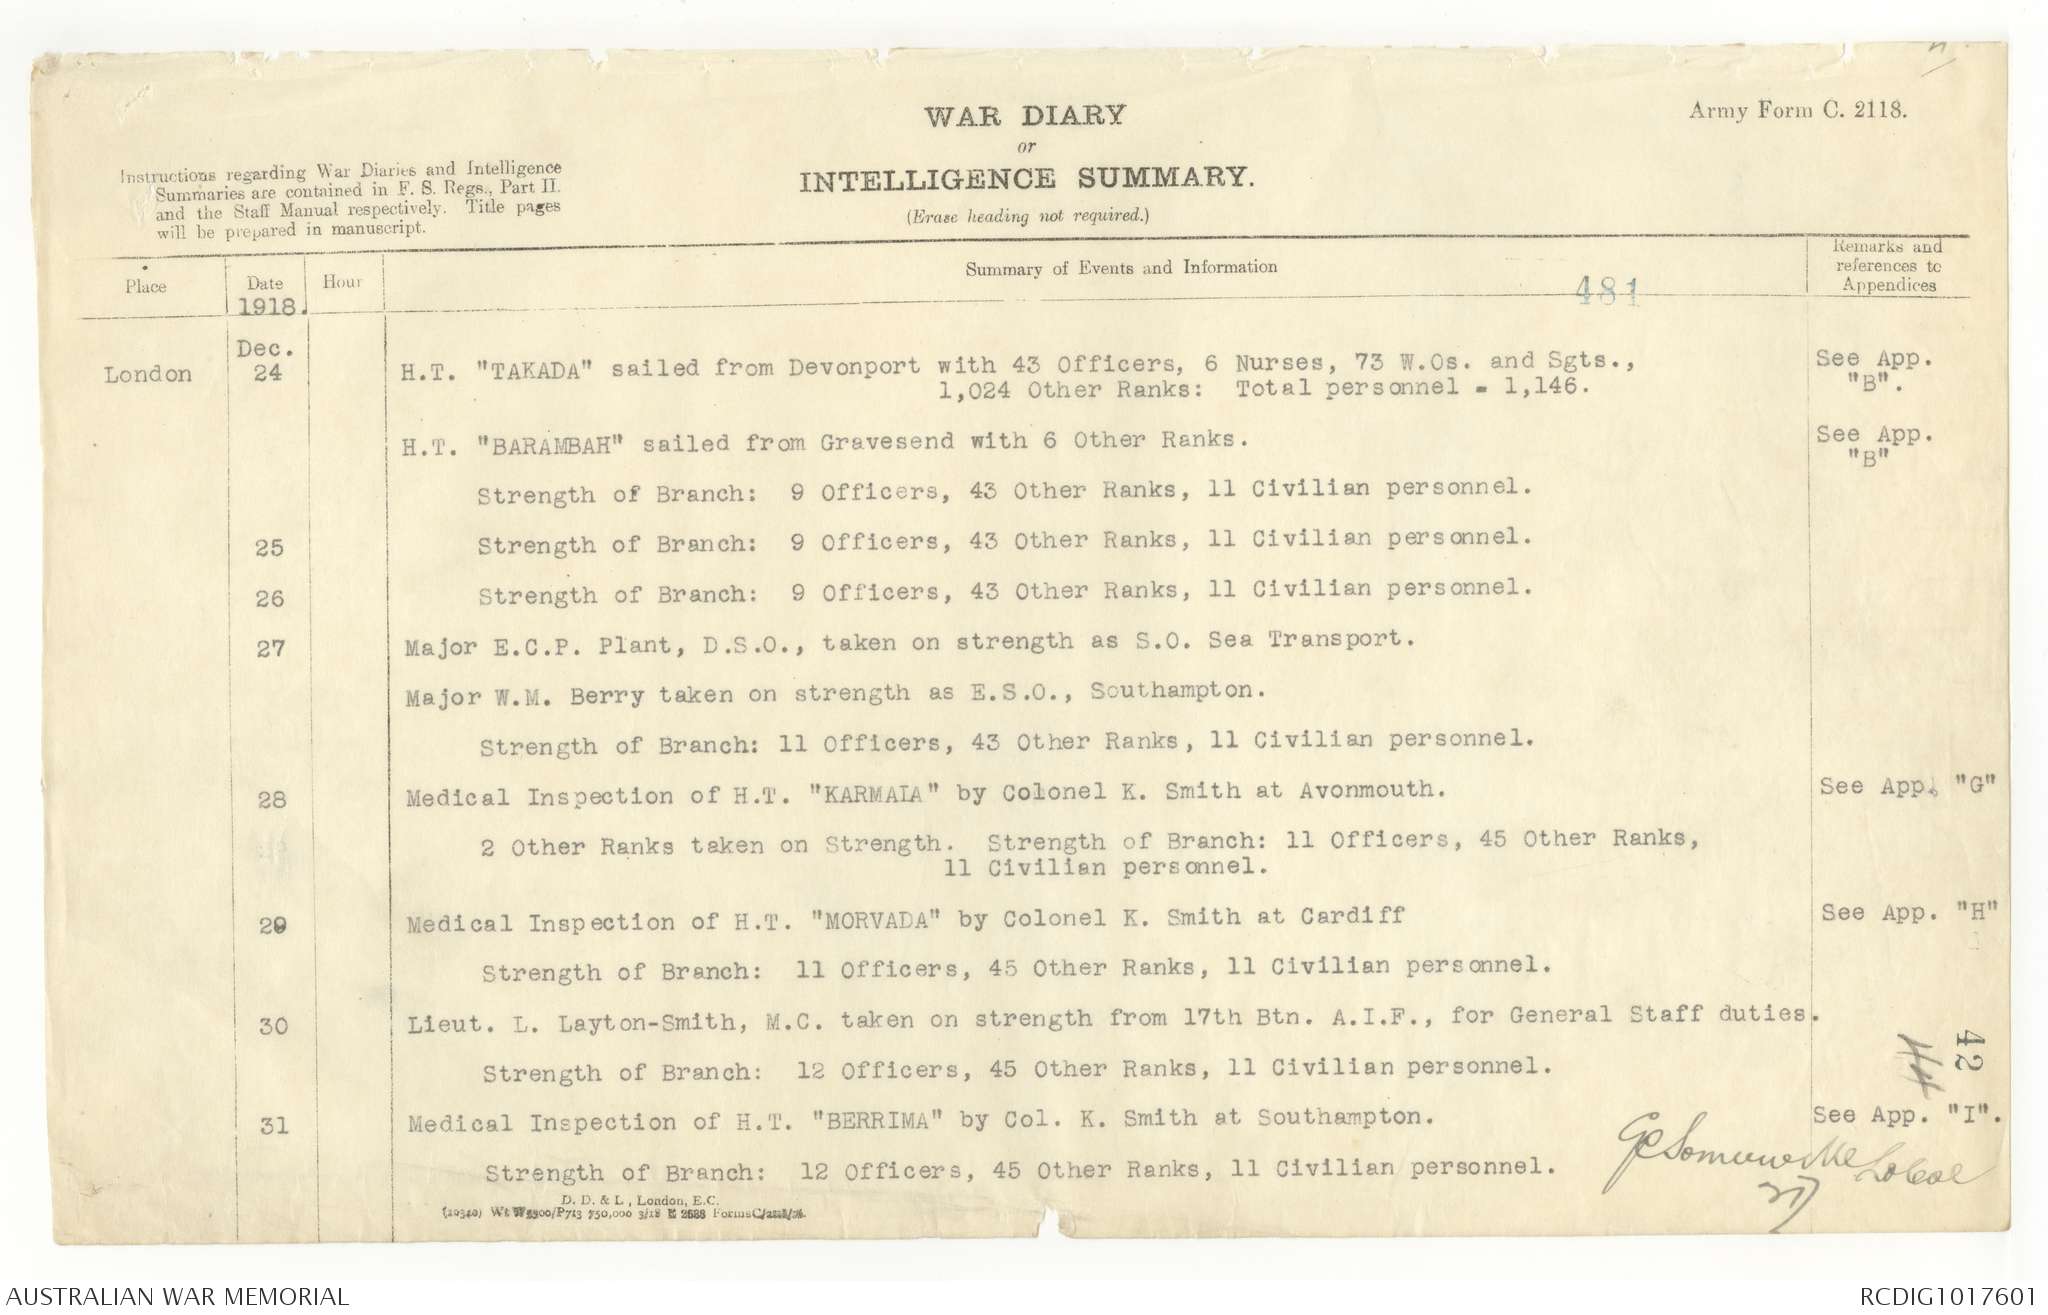 WAR DIARY
or
INTELLIGENCE SUMMARY.
(Erase heading not required.)
Army Form C. 2118.
Instructions regarding War Diaries and Intelligence
Summaries are contained in F. S. Regs., Part II.
and the Staff Manual respectively. Title pages
will be prepared in manuscript.
Place Date Hour Summary of Events and Information Remarks and references to Appendices
1918. 481
Dec.
London 24 H.T. "TAKADA" sailed from Devonport with 43 Officers, 6 Nurses, 73 W.Os. and Sgts., See App.
1,024 Other Ranks: Total personnel = 1,146. "B".
H.T. "BARAMBAH" sailed from Gravesend with 6 Other Ranks. See App.
"B"
Strength of Branch: 9 Officers, 43 Other Ranks, 11 Civilian personnel.
25 Strength of Branch: 9 Officers, 43 Other Ranks, 11 Civilian personnel.
26 Strength of Branch: 9 Officers, 43 Other Ranks, 11 Civilian personnel.
27 Major E.C.P. Plant, D.S.O., taken on strength as S.O. Sea Transport.
Major W.M. Berry taken on strength as E.S.O., Southampton.
Strength of Branch: 11 Officers, 43 Other Ranks, 11 Civilian personnel.
28 Medical Inspection of H.T. "KARMALA" by Colonel K. Smith at Avonmouth. See App. "G"
2 Other Ranks taken on Strength. Strength of Branch: 11 Officers, 45 Other Ranks,
11 Civilian personnel.
29 Medical Inspection of H.T. "MORVADA" by Colonel K. Smith at Cardiff See App. "H"
Strength of Branch: 11 Officers, 45 Other Ranks, 11 Civilian personnel.
30 Lieut. L. Layton-Smith, M.C. taken on strength from 17th Btn. A.I.F., for General Staff duties.
42
44
Strength of Branch: 12 Officers, 45 Other Ranks, 11 Civilian personnel.
31 Medical Inspection of H.T. "BERRIMA" by Col. K. Smith at Southampton. See App. "I".
Strength of Branch: 12 Officers, 45 Other Ranks, 11 Civilian personnel.
Somerville Lt Col
D. D. & L., London, E.C.
AUSTRALIAN WAR MEMORIAL
RCDIG1017601